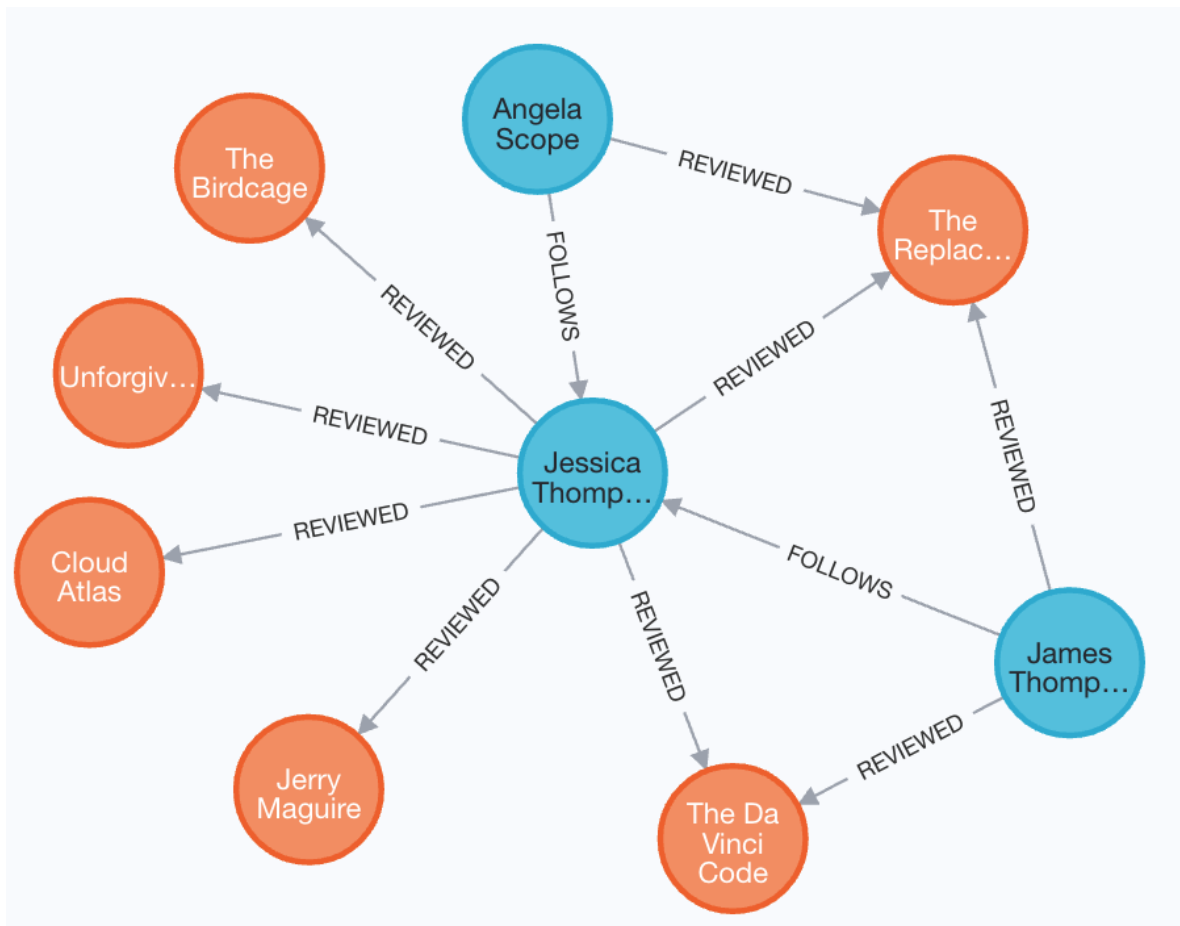 Angela
Scope
The
Birdcage
REVIEWED
The
Replac...
FOLLOWS
REVIEWED
REVIEWED
Unforgiv...
REVIEWED
REVIEWED
Jessica
Thomp...
REVIEWED
Cloud
Atlas
FOLLOWS
REVIEWED
REVIEWED
James
Thomp...
REVIEWED
Jerry
Maguire
The Da
Vinci
Code